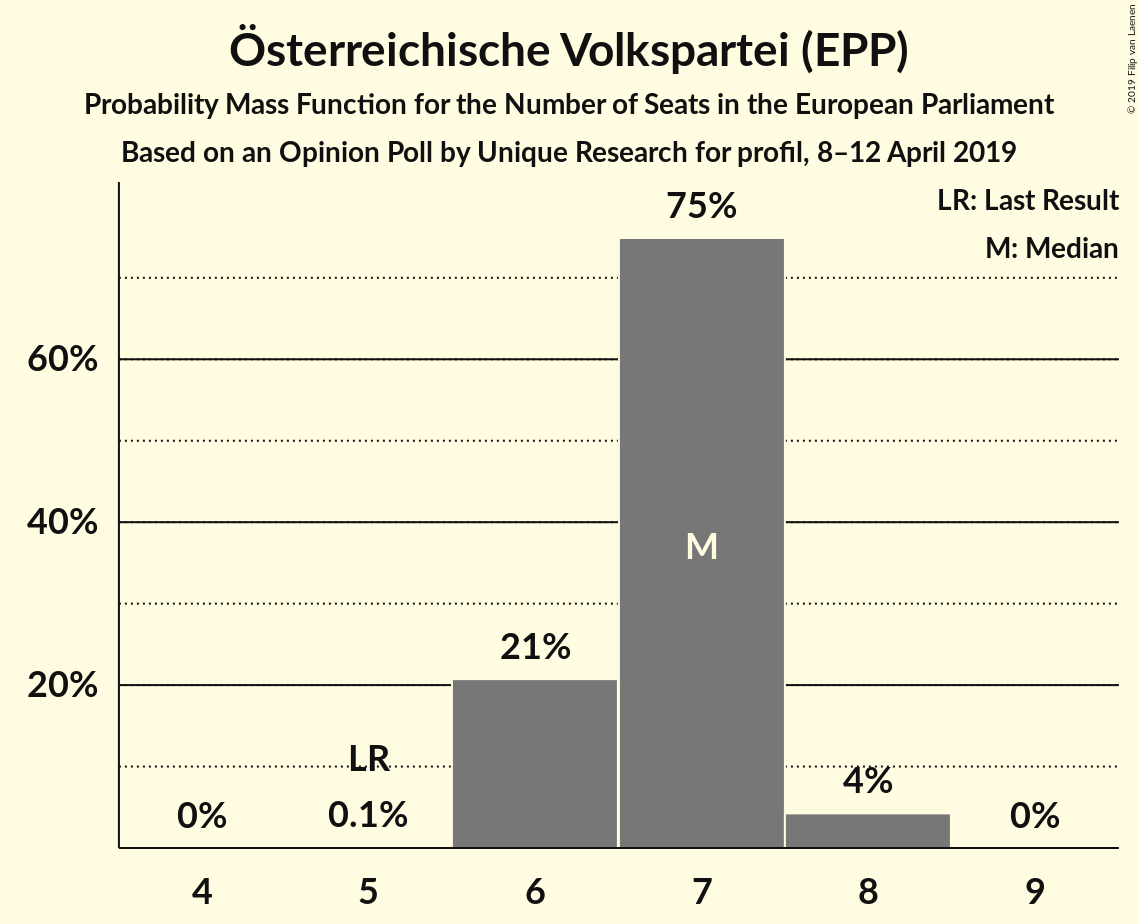 Österreichische Volkspartei (EPP)
Probability Mass Function for the Number of Seats in the European Parliament
Based on an Opinion Poll by Unique Research for profil, 8–12 April 2019
© 2019 Filip van Laenen
LR: Last Result
M: Median
75%
60%
40%
M
21%
20%
LR
4%
0%
0.1%
0%
4 5 6 7 8 9